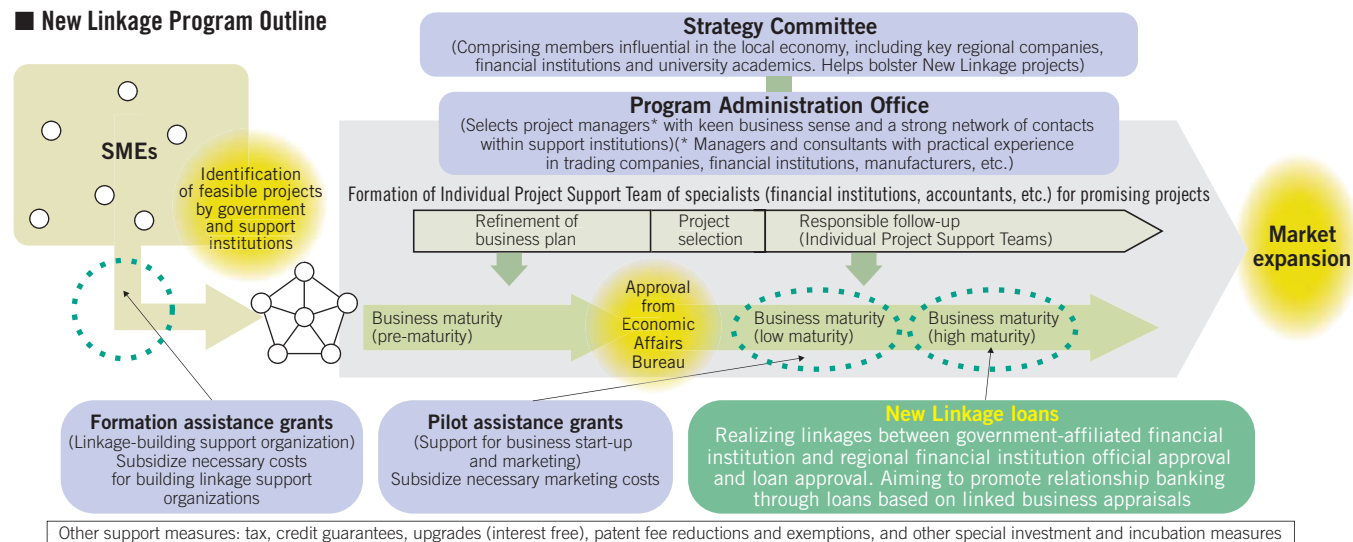 ■ New Linkage Program Outline
Strategy Committee
(Comprising members influential in the local economy, including key regional companies,
financial institutions and university academics. Helps bolster New Linkage projects)
Program Administration Office
(Selects project managers* with keen business sense and a strong network of contacts
within support institutions)(* Managers and consultants with practical experience
in trading companies, financial institutions, manufacturers, etc.)
SMEs
Identification
of feasible projects
by government
and support
institutions
Formation of Individual Project Support Team of specialists (financial institutions, accountants, etc.) for promising projects
Refinement of
business plan
Project
selection
Responsible follow-up
(Individual Project Support Teams)
Market
expansion
Business maturity
(pre-maturity)
Approval
from
Economic
Affairs
Bureau
Business maturity
(low maturity)
Business maturity
(high maturity)
Formation assistance grants
(Linkage-building support organization)
Subsidize necessary costs
for building linkage support
organizations
Pilot assistance grants
(Support for business start-up
and marketing)
Subsidize necessary marketing costs
New Linkage loans
Realizing linkages between government-affiliated financial
institution and regional financial institution official approval
and loan approval. Aiming to promote relationship banking
through loans based on linked business appraisals
Other support measures: tax, credit guarantees, upgrades (interest free), patent fee reductions and exemptions, and other special investment and incubation measures